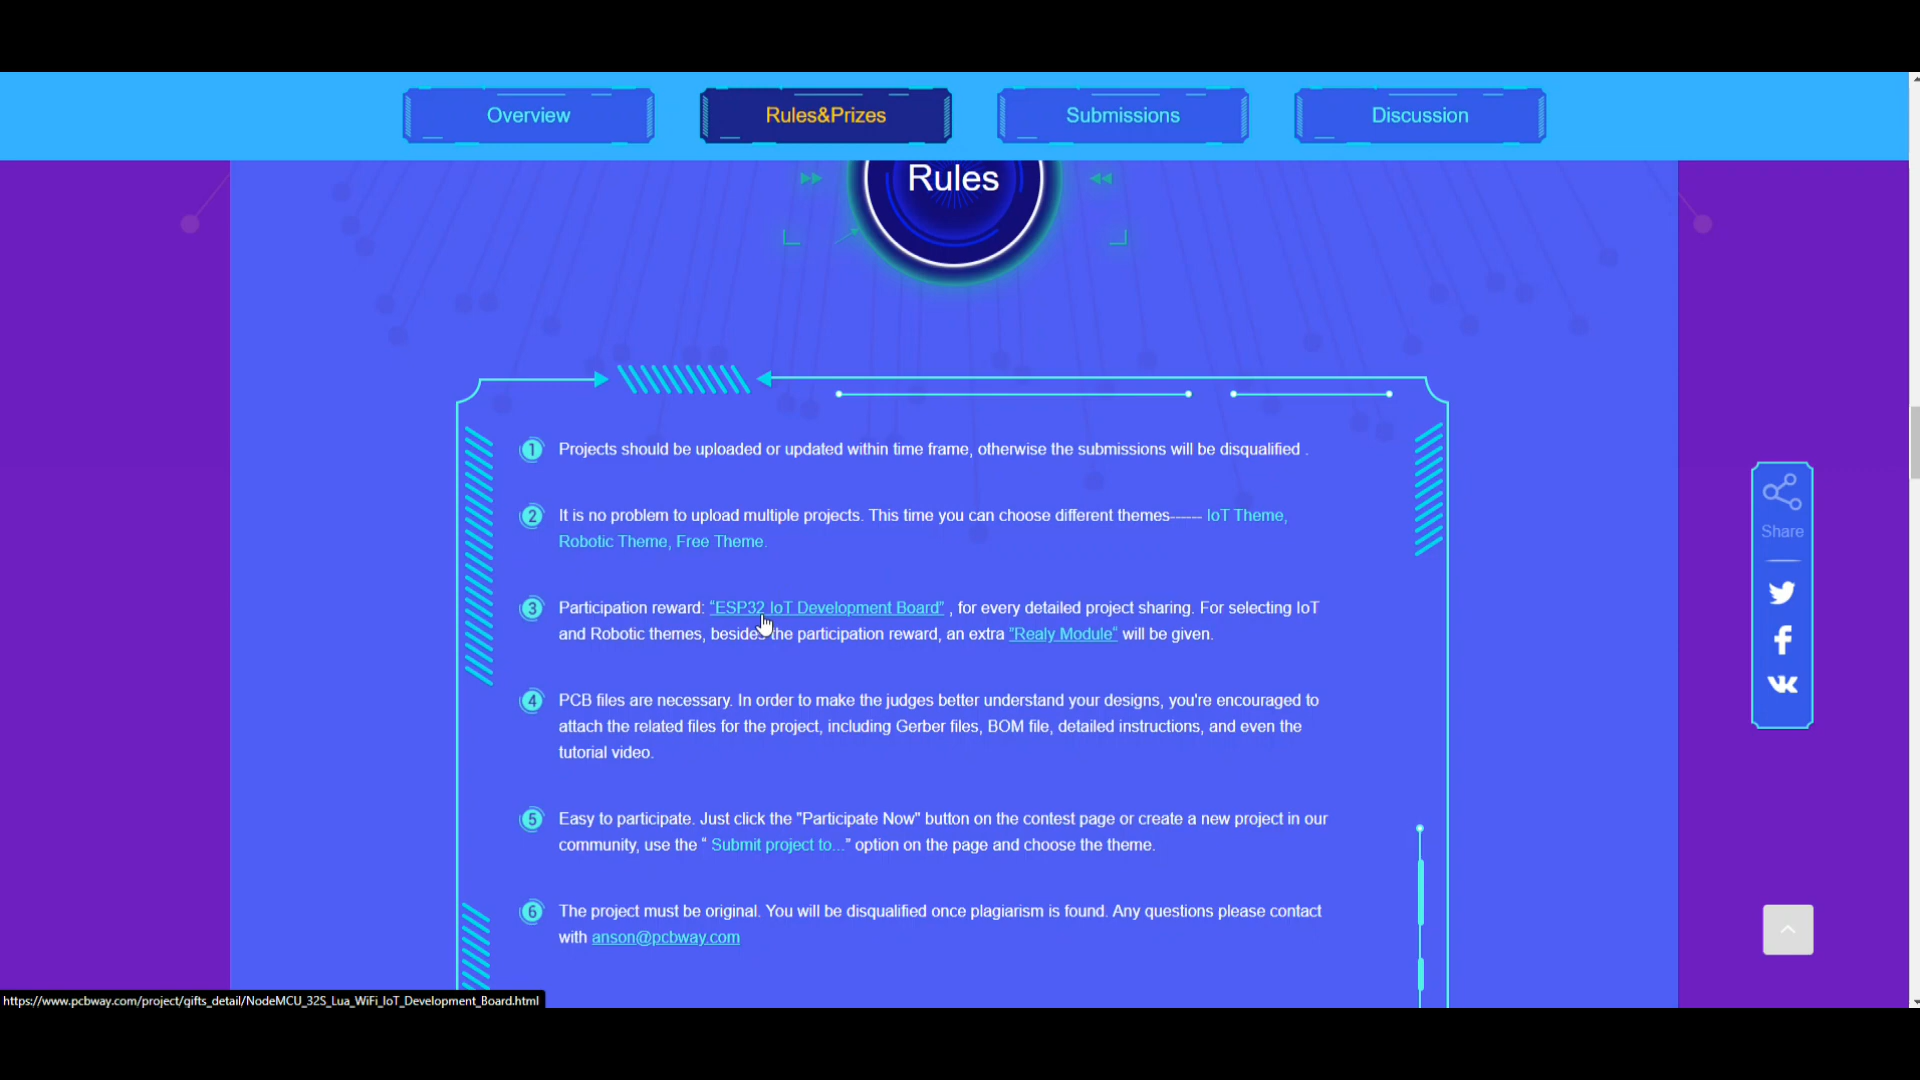 Overview
Rules&Prizes
Submissions
Discussion
Rules
1 Projects should be uploaded or updated within time frame, otherwise the submissions will be disqualified .
2 It is no problem to upload multiple projects. This time you can choose different themes------ IoT Theme,
Robotic Theme, Free Theme.
3 Participation reward: “ESP32 IoT Development Board” , for every detailed project sharing. For selecting IoT
and Robotic themes, besides the participation reward, an extra ”Realy Module“ will be given.
4 PCB files are necessary. In order to make the judges better understand your designs, you're encouraged to
attach the related files for the project, including Gerber files, BOM file, detailed instructions, and even the
tutorial video.
5 Easy to participate. Just click the "Participate Now" button on the contest page or create a new project in our
community, use the “ Submit project to...” option on the page and choose the theme.
6 The project must be original. You will be disqualified once plagiarism is found. Any questions please contact
with anson@pcbway.com
Share
https://www.pcbway.com/project/gifts_detail/NodeMCU_32S_Lua_WiFi_IoT_Development_Board.html